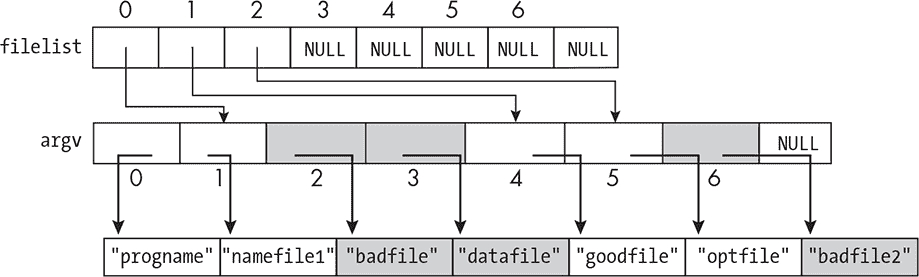 0 1 2 3 4 5 6
filelist NULL NULL NULL NULL NULL
argv NULL
0 1 2 3 4 5 6
"progname" "namefile1" "badfile" "datafile" "goodfile" "optfile" "badfile2"